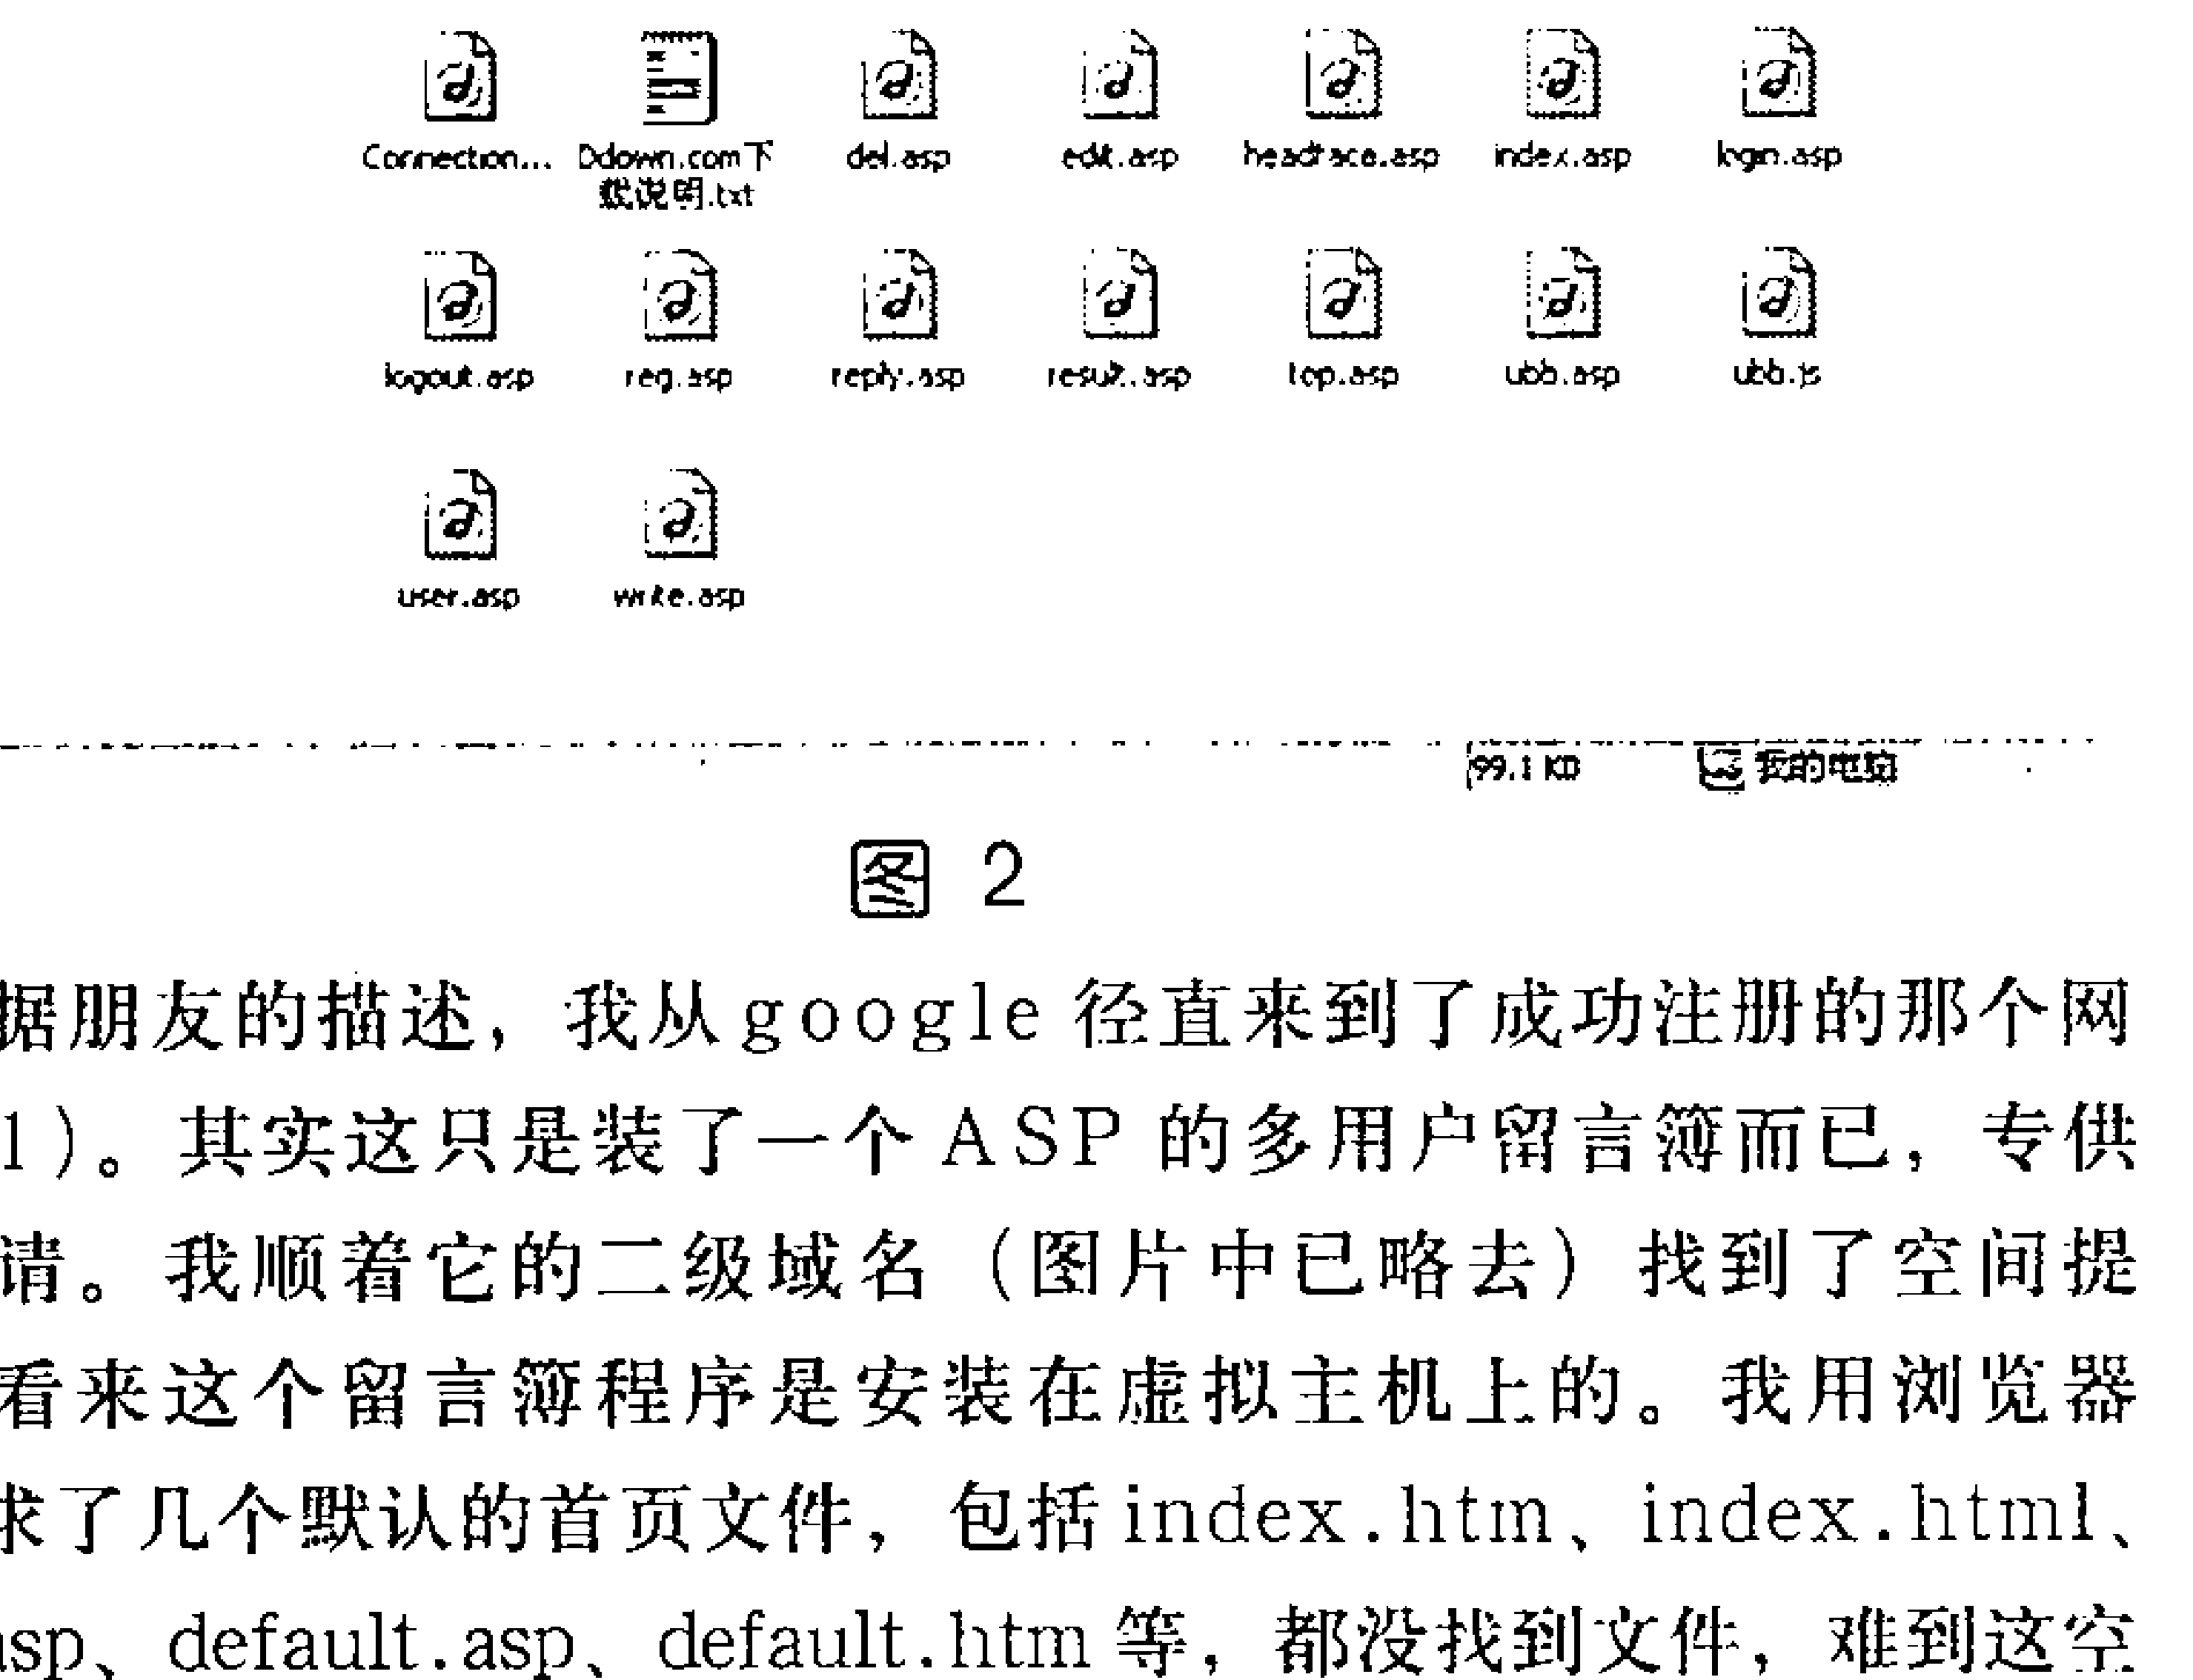 Connection... Ddown.com下 del.asp edit.asp headface.asp index.asp login.asp
载说明.txt
logout.asp reg.asp reply.asp result.asp top.asp ubb.asp ubb.js
user.asp write.asp
99.1 KB 我的电脑
图 2
据朋友的描述，我从google 径直来到了成功注册的那个网
1)。其实这只是装了一个 ASP 的多用户留言簿而已，专供
请。我顺着它的二级域名（图片中已略去）找到了空间提
看来这个留言簿程序是安装在虚拟主机上的。我用浏览器
求了几个默认的首页文件，包括index.htm、index.html、
asp、default.asp、default.htm等，都没找到文件，难到这空